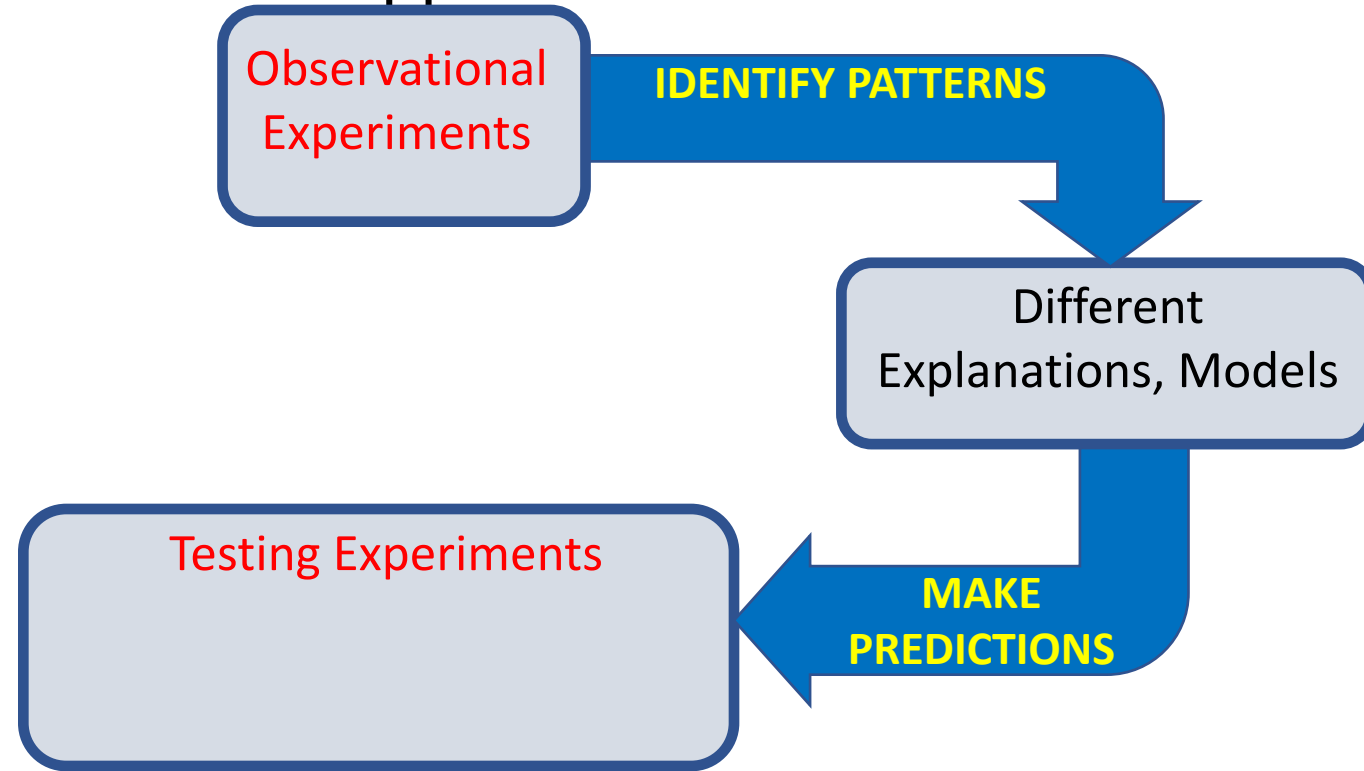 Observational
Experiments
IDENTIFY PATTERNS
Different
Explanations, Models
Testing Experiments
MAKE
PREDICTIONS